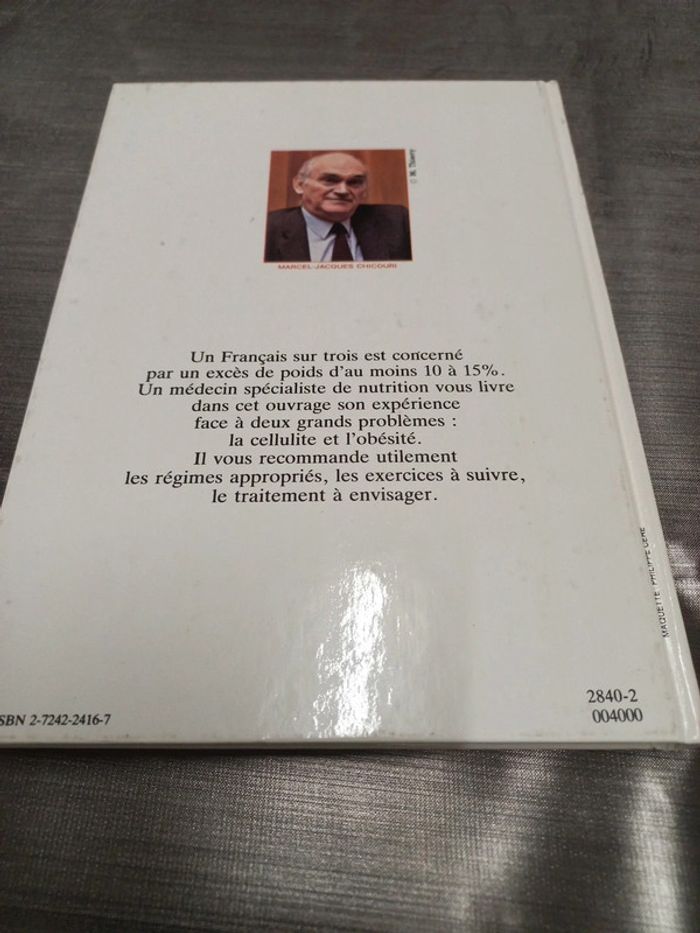 © M. Thierry
MARCEL-JACQUES CHICOURI
Un Français sur trois est concerné
par un excès de poids d'au moins 10 à 15%.
Un médecin spécialiste de nutrition vous livre
dans cet ouvrage son expérience
face à deux grands problèmes :
la cellulite et l'obésité.
Il vous recommande utilement
les régimes appropriés, les exercices à suivre,
le traitement à envisager.
MAQUETTE PHILIPPE CERE
2840-2
004000
SBN 2-7242-2416-7